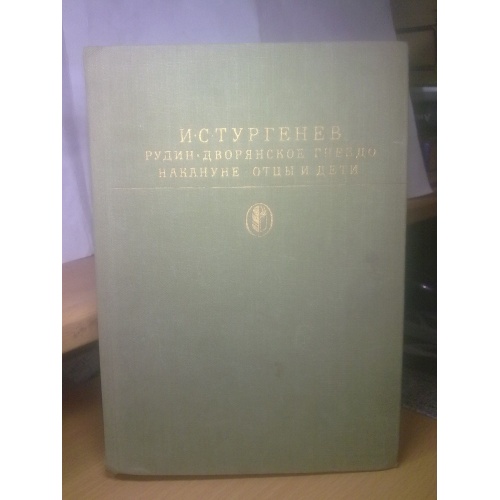 И·С·ТУРГЕНЕВ
РУДИН·ДВОРЯНСКОЕ ГНЕЗДО
НАКАНУНЕ ОТЦЫ И ДЕТИ